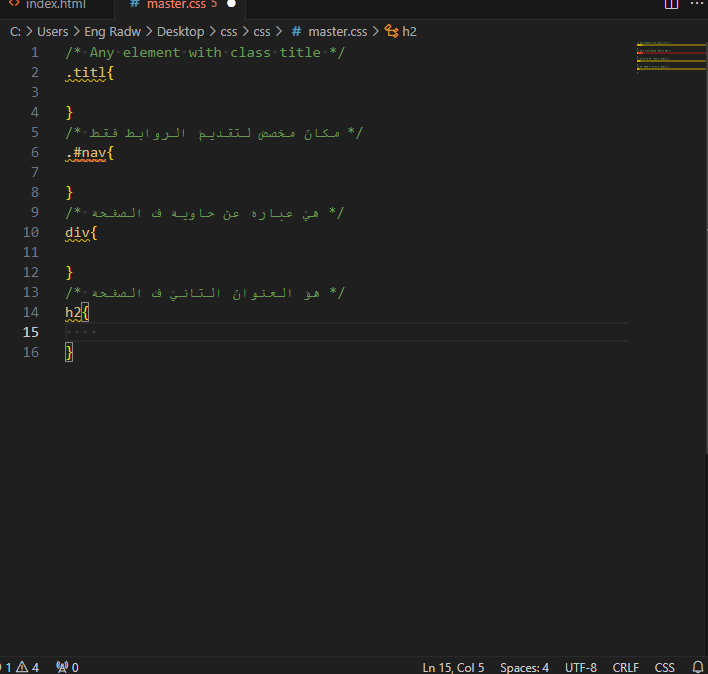 index.html # master.css 5
C: > Users > Eng Radw > Desktop > css > css > # master.css > h2
1 /* Any element with class title */
2 .titl{
3
4 }
5 /* مكان مخصص لتقديم الروابط فقط */
6 .#nav{
7
8 }
9 /* هيَ عباره عن حاوية ف الصفحة */
10 div{
11
12 }
13 /* هوَ العنوان الثانيَ ف الصفحة */
14 h2{
15
16 }
1 4 0 Ln 15, Col 5 Spaces: 4 UTF-8 CRLF CSS